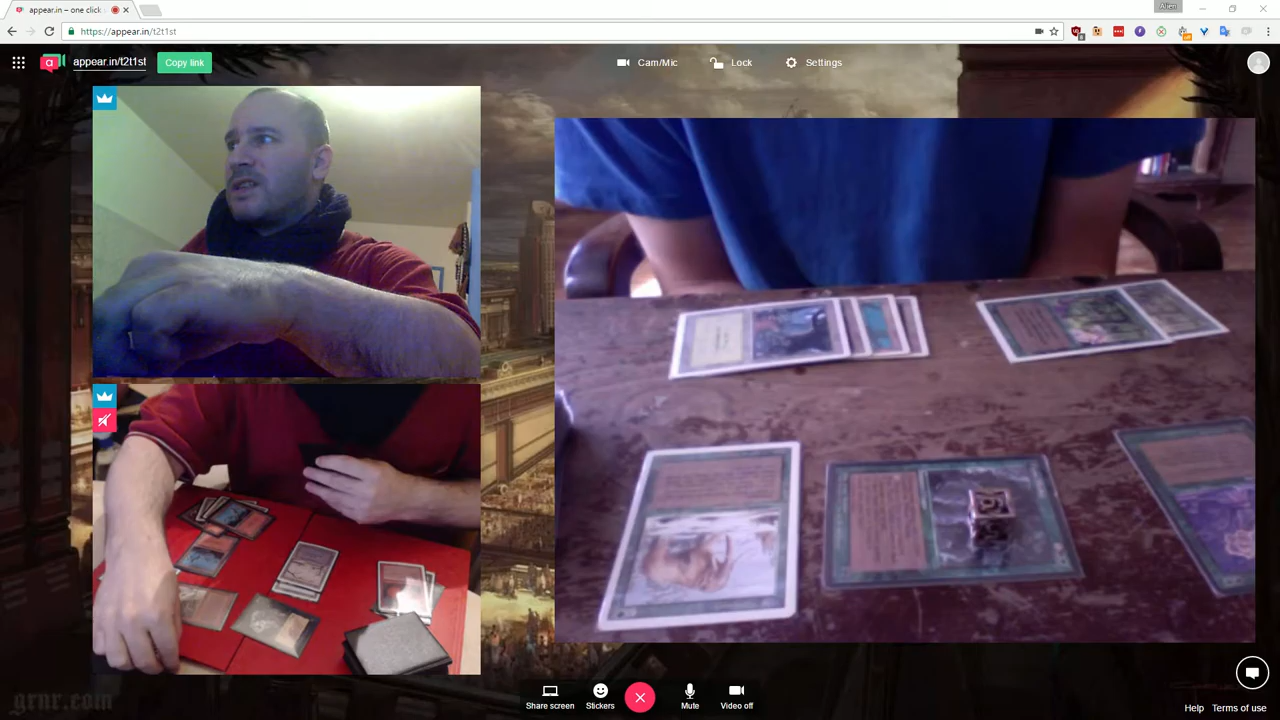 appear.in – one click
Alien
https://appear.in/t2t1st
appear.in/t2t1st
Copy link
Cam/Mic
Lock
Settings
grnr.com
Share screen
Stickers
Mute
Video off
Help
Terms of use